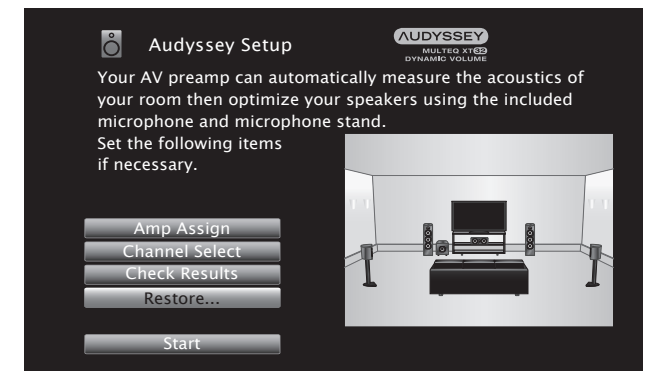 Audyssey Setup
AUDYSSEY
MULTEQ XT32
DYNAMIC VOLUME
Your AV preamp can automatically measure the acoustics of
your room then optimize your speakers using the included
microphone and microphone stand.
Set the following items
if necessary.
Amp Assign
Channel Select
Check Results
Restore...
Start